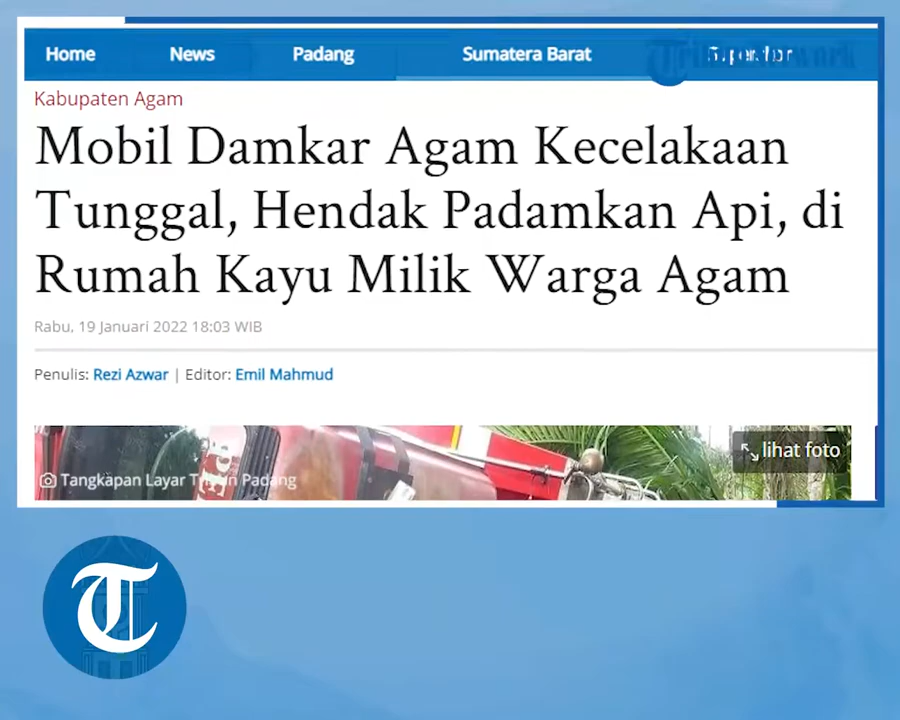 Home News Padang Sumatera Barat Superskor
Kabupaten Agam
Mobil Damkar Agam Kecelakaan
Tunggal, Hendak Padamkan Api, di
Rumah Kayu Milik Warga Agam
Rabu, 19 Januari 2022 18:03 WIB
Penulis: Rezi Azwar | Editor: Emil Mahmud
lihat foto
Tangkapan Layar Tribun Padang
T